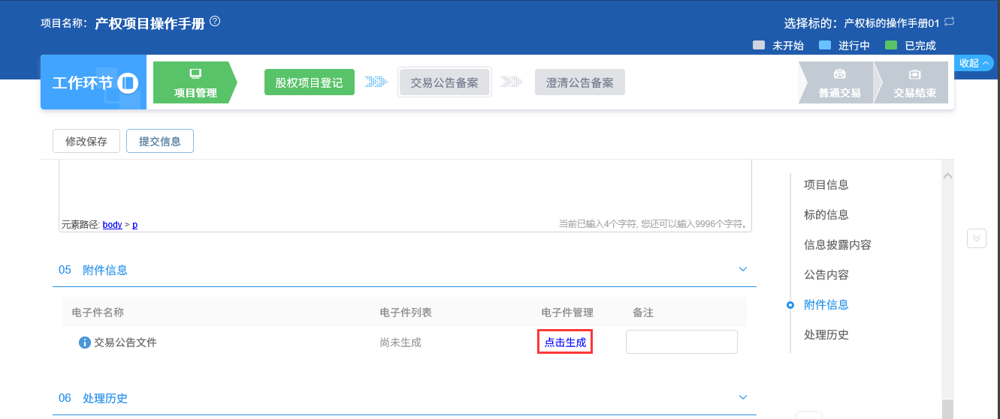 项目名称： 产权项目操作手册
选择标的： 产权标的操作手册01
未开始 进行中 已完成
收起
工作环节
项目管理
股权项目登记
交易公告备案
澄清公告备案
普通交易
交易结束
修改保存
提交信息
元素路径: body > p
当前已输入4个字符, 您还可以输入9996个字符。
05 附件信息
电子件名称 电子件列表 电子件管理 备注
交易公告文件 尚未生成 点击生成
06 处理历史
项目信息
标的信息
信息披露内容
公告内容
附件信息
处理历史